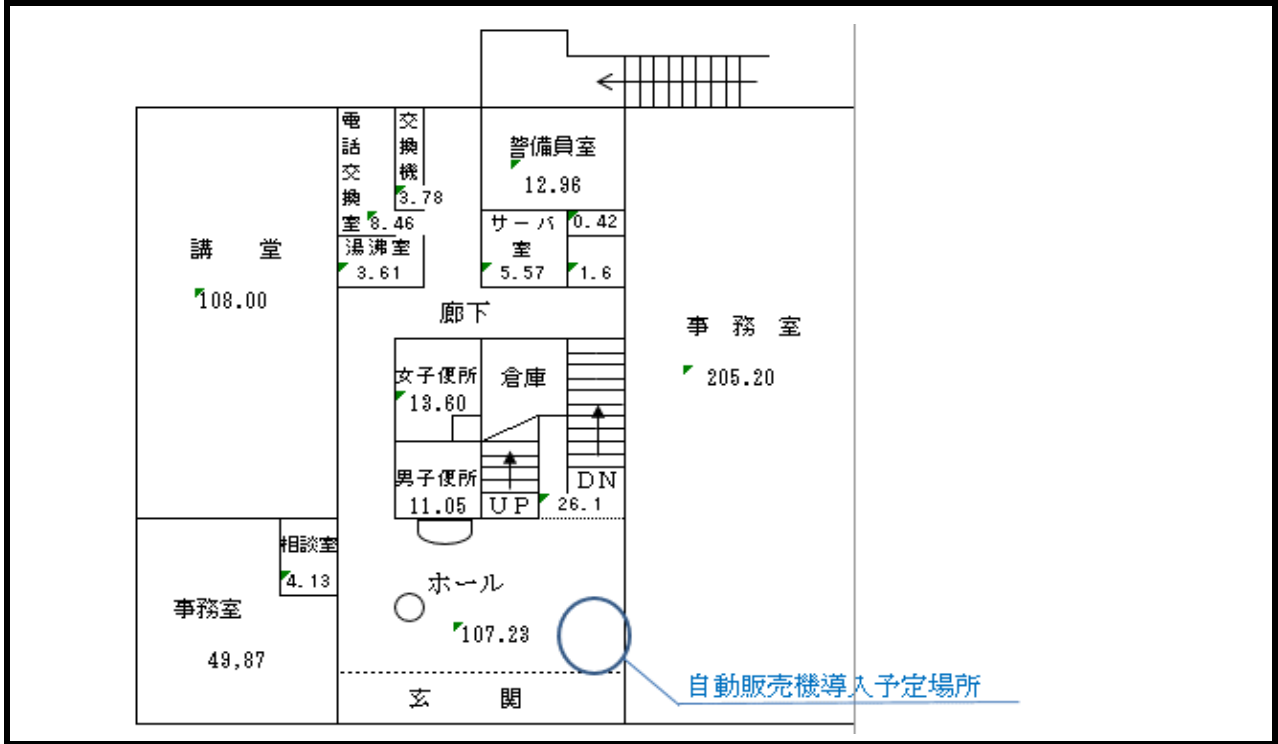 電話交換室
8.46
交換機
3.78
警備員室
12.96
サーバ
室
5.57
0.42
1.6
湯沸室
3.61
講 堂
108.00
廊下
事 務 室
205.20
女子便所
13.60
倉庫
男子便所
11.05
UP
DN
26.1
相談室
4.13
ホール
107.23
事務室
49,87
玄 関
自動販売機導入予定場所